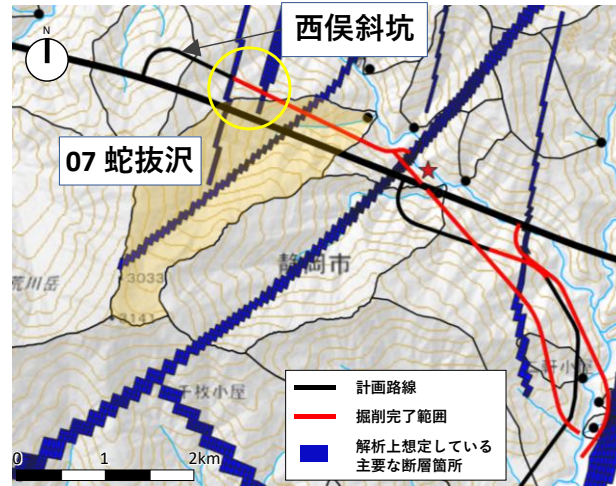 西俣斜坑
N
07 蛇抜沢
静岡市
荒川岳
3033
3141
千枚小屋
計画路線
掘削完了範囲
解析上想定している
主要な断層箇所
0 1 2km